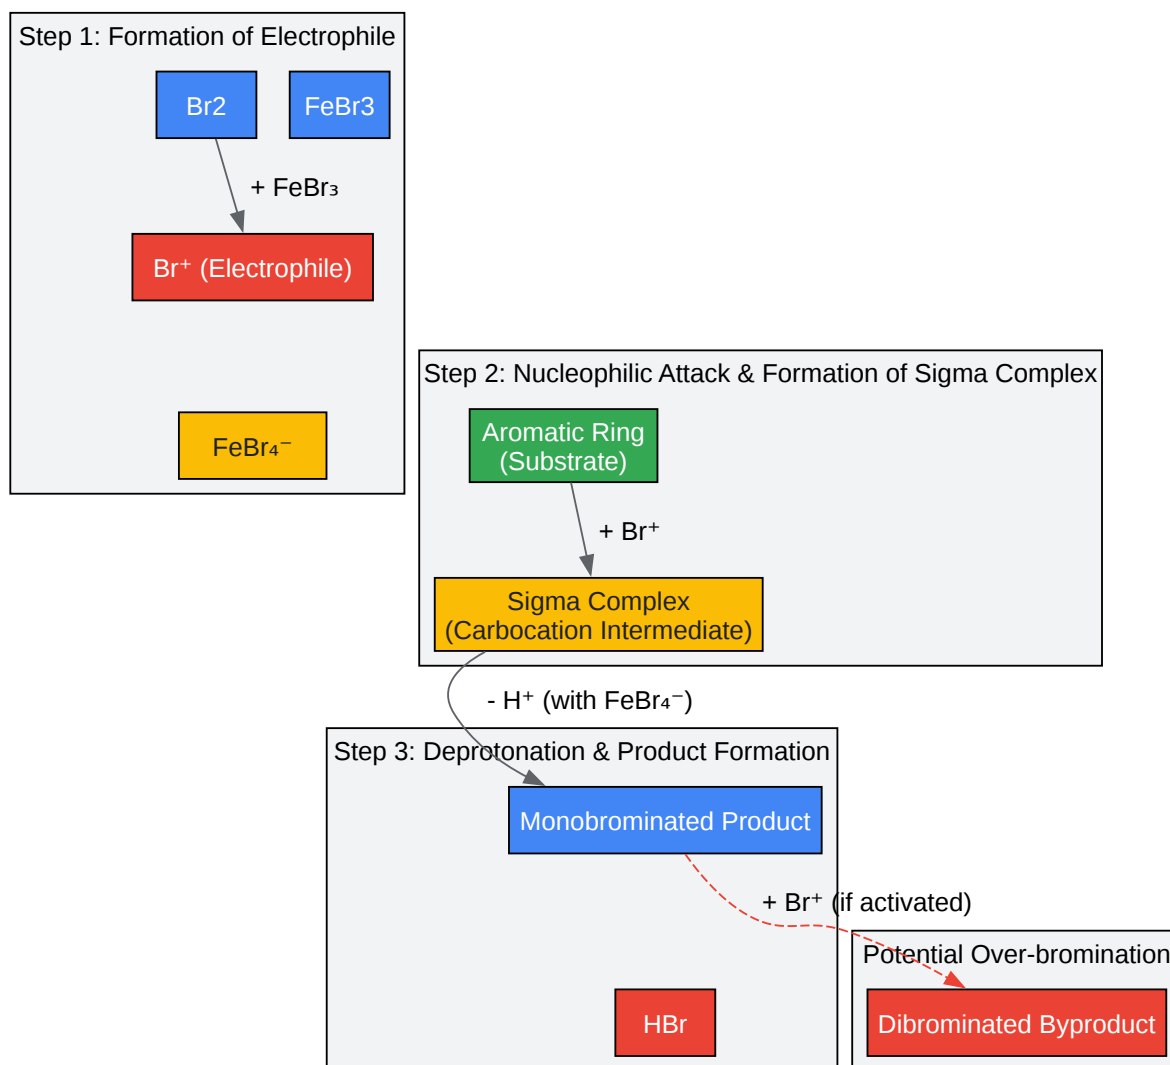 Step 1: Formation of Electrophile
Br2
FeBr3
+ FeBr₃
Br⁺ (Electrophile)
FeBr₄⁻
Step 2: Nucleophilic Attack & Formation of Sigma Complex
Aromatic Ring
(Substrate)
+ Br⁺
Sigma Complex
(Carbocation Intermediate)
- H⁺ (with FeBr₄⁻)
Step 3: Deprotonation & Product Formation
Monobrominated Product
+ Br⁺ (if activated)
Potential Over-bromination
HBr
Dibrominated Byproduct